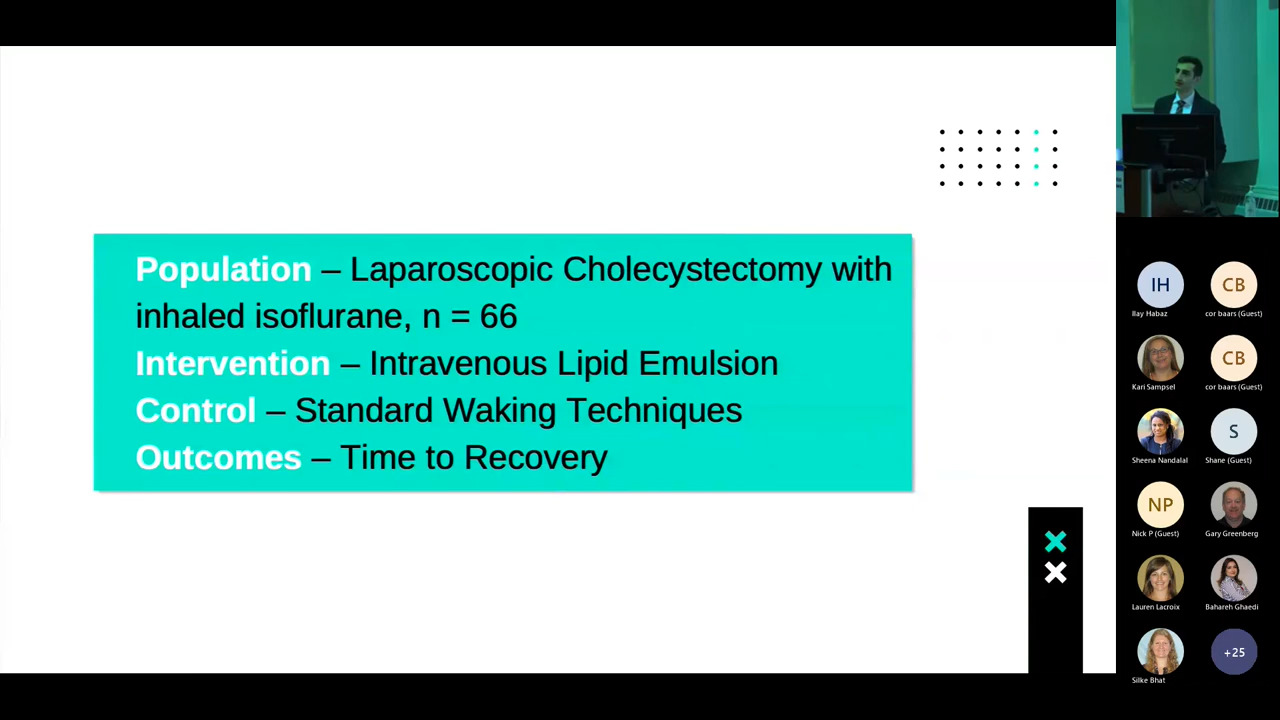 Population – Laparoscopic Cholecystectomy with
inhaled isoflurane, n = 66
Intervention – Intravenous Lipid Emulsion
Control – Standard Waking Techniques
Outcomes – Time to Recovery
IH
CB
Ilay Habaz
cor baars (Guest)
CB
Kari Sampsel
cor baars (Guest)
S
Sheena Nandalal
Shane (Guest)
NP
Nick P (Guest)
Gary Greenberg
Lauren Lacroix
Bahareh Ghaedi
+25
Silke Bhat